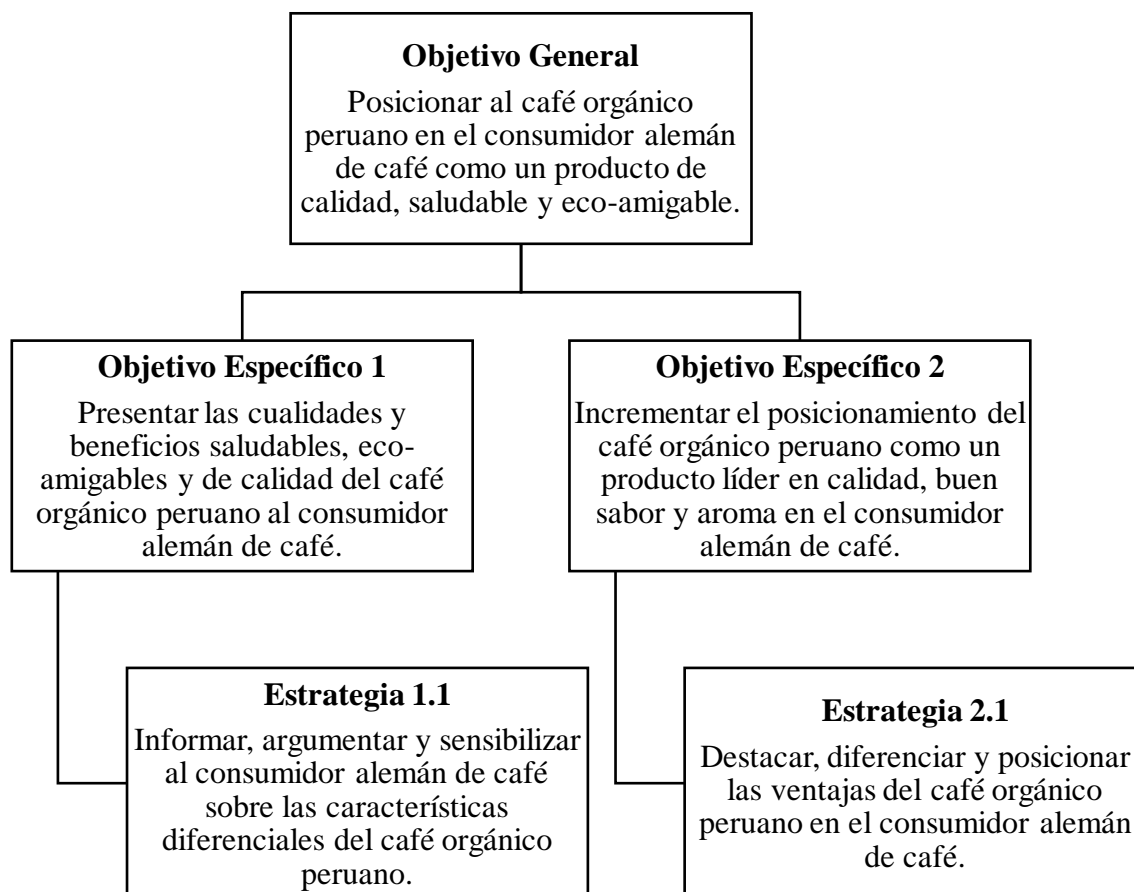 Objetivo General
Posicionar al café orgánico
peruano en el consumidor alemán
de café como un producto de
calidad, saludable y eco-amigable.
Objetivo Específico 1
Presentar las cualidades y
beneficios saludables, eco-
amigables y de calidad del café
orgánico peruano al consumidor
alemán de café.
Objetivo Específico 2
Incrementar el posicionamiento del
café orgánico peruano como un
producto líder en calidad, buen
sabor y aroma en el consumidor
alemán de café.
Estrategia 1.1
Informar, argumentar y sensibilizar
al consumidor alemán de café
sobre las características
diferenciales del café orgánico
peruano.
Estrategia 2.1
Destacar, diferenciar y posicionar
las ventajas del café orgánico
peruano en el consumidor alemán
de café.